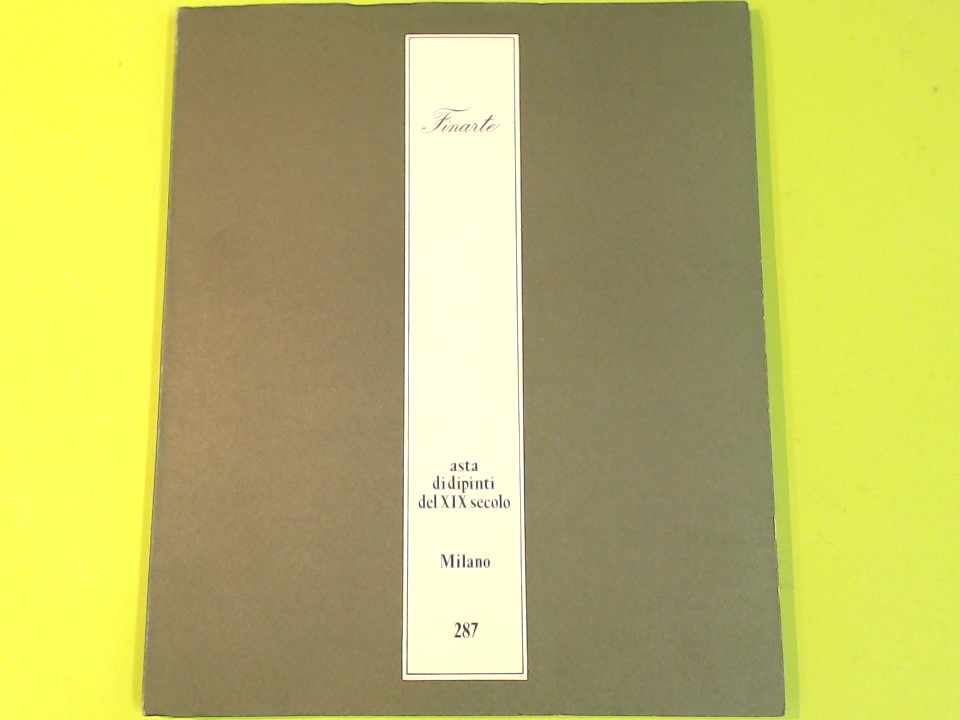 Finarte
asta
di dipinti
del XIX secolo
Milano
287